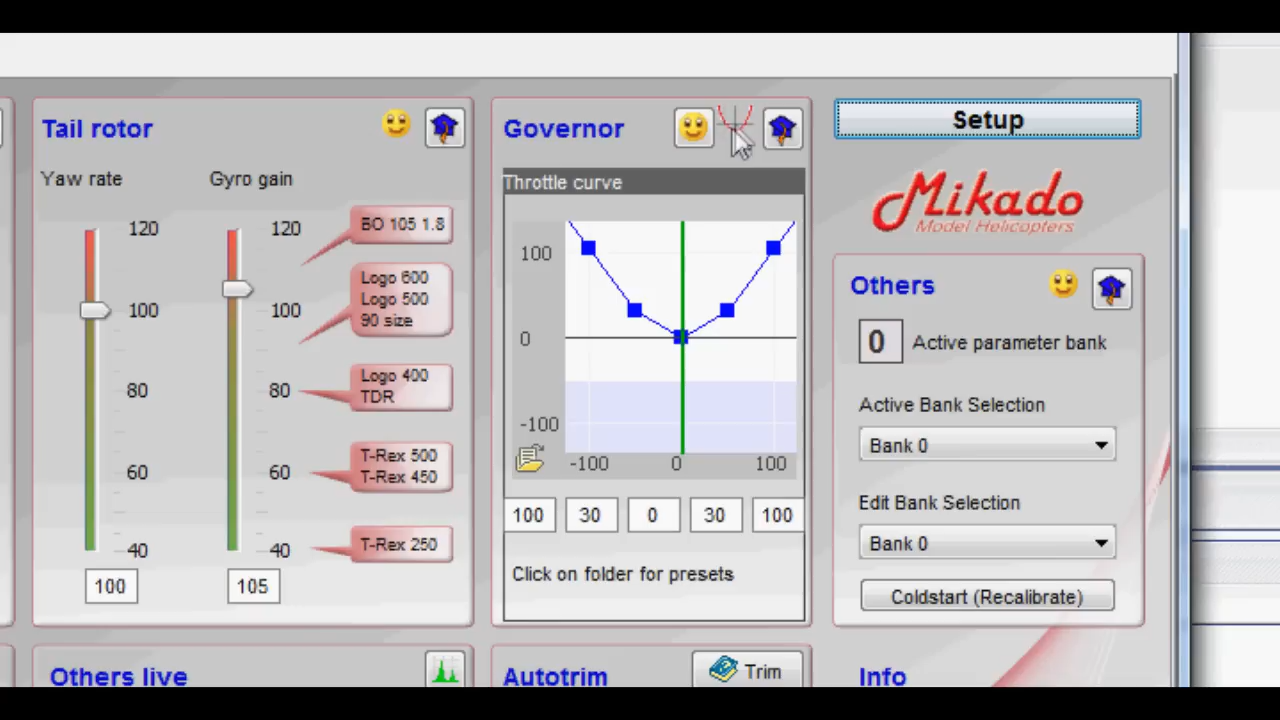 Tail rotor
Yaw rate
Gyro gain
120
100
80
60
40
100
120
100
80
60
40
105
BO 105 1.8
Logo 600
Logo 500
90 size
Logo 400
TDR
T-Rex 500
T-Rex 450
T-Rex 250
Governor
Throttle curve
100
0
-100
-100 0 100
100 30 0 30 100
Click on folder for presets
Setup
Mikado
Model Helicopters
Others
0 Active parameter bank
Active Bank Selection
Bank 0
Edit Bank Selection
Bank 0
Coldstart (Recalibrate)
Others live
Autotrim
Trim
Info